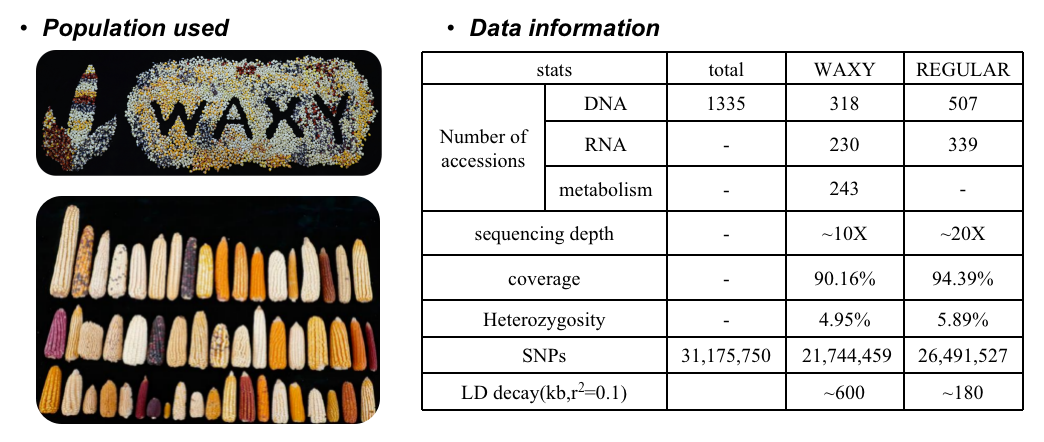 • Population used
WAXY
• Data information
stats total WAXY REGULAR
Number of accessions
DNA 1335 318 507
RNA - 230 339
metabolism - 243 -
sequencing depth - ~10X ~20X
coverage - 90.16% 94.39%
Heterozygosity - 4.95% 5.89%
SNPs 31,175,750 21,744,459 26,491,527
LD decay(kb,r²=0.1) ~600 ~180